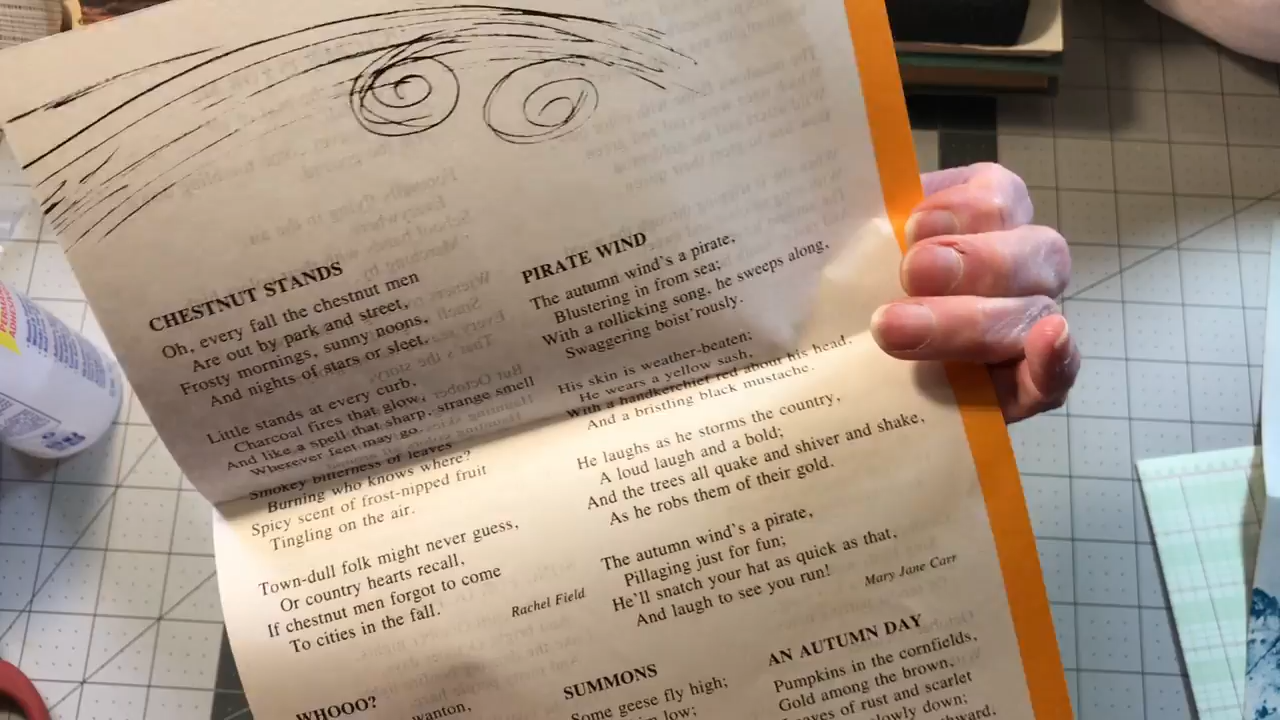 CHESTNUT STANDS
Oh, every fall the chestnut men
Are out by park and street,
Frosty mornings, sunny noons,
And nights of stars or sleet.
Little stands at every curb,
Charcoal fires that glow,
And like a spell that sharp, strange smell
Wherever feet may go.
Smokey bitterness of leaves
Burning who knows where?
Spicy scent of frost-nipped fruit
Tingling on the air.
Town-dull folk might never guess,
Or country hearts recall,
If chestnut men forgot to come
To cities in the fall.
Rachel Field
PIRATE WIND
The autumn wind's a pirate,
Blustering in from sea;
With a rollicking song, he sweeps along,
Swaggering boist'rously.
His skin is weather-beaten;
He wears a yellow sash,
With a handkerchief red about his head,
And a bristling black mustache.
He laughs as he storms the country,
A loud laugh and a bold;
And the trees all quake and shiver and shake,
As he robs them of their gold.
The autumn wind's a pirate,
Pillaging just for fun;
He'll snatch your hat as quick as that,
And laugh to see you run!
Mary Jane Carr
WHOOO?
wanton,
SUMMONS
Some geese fly high;
low;
AN AUTUMN DAY
Pumpkins in the cornfields,
Gold among the brown,
Leaves of rust and scarlet
slowly down;